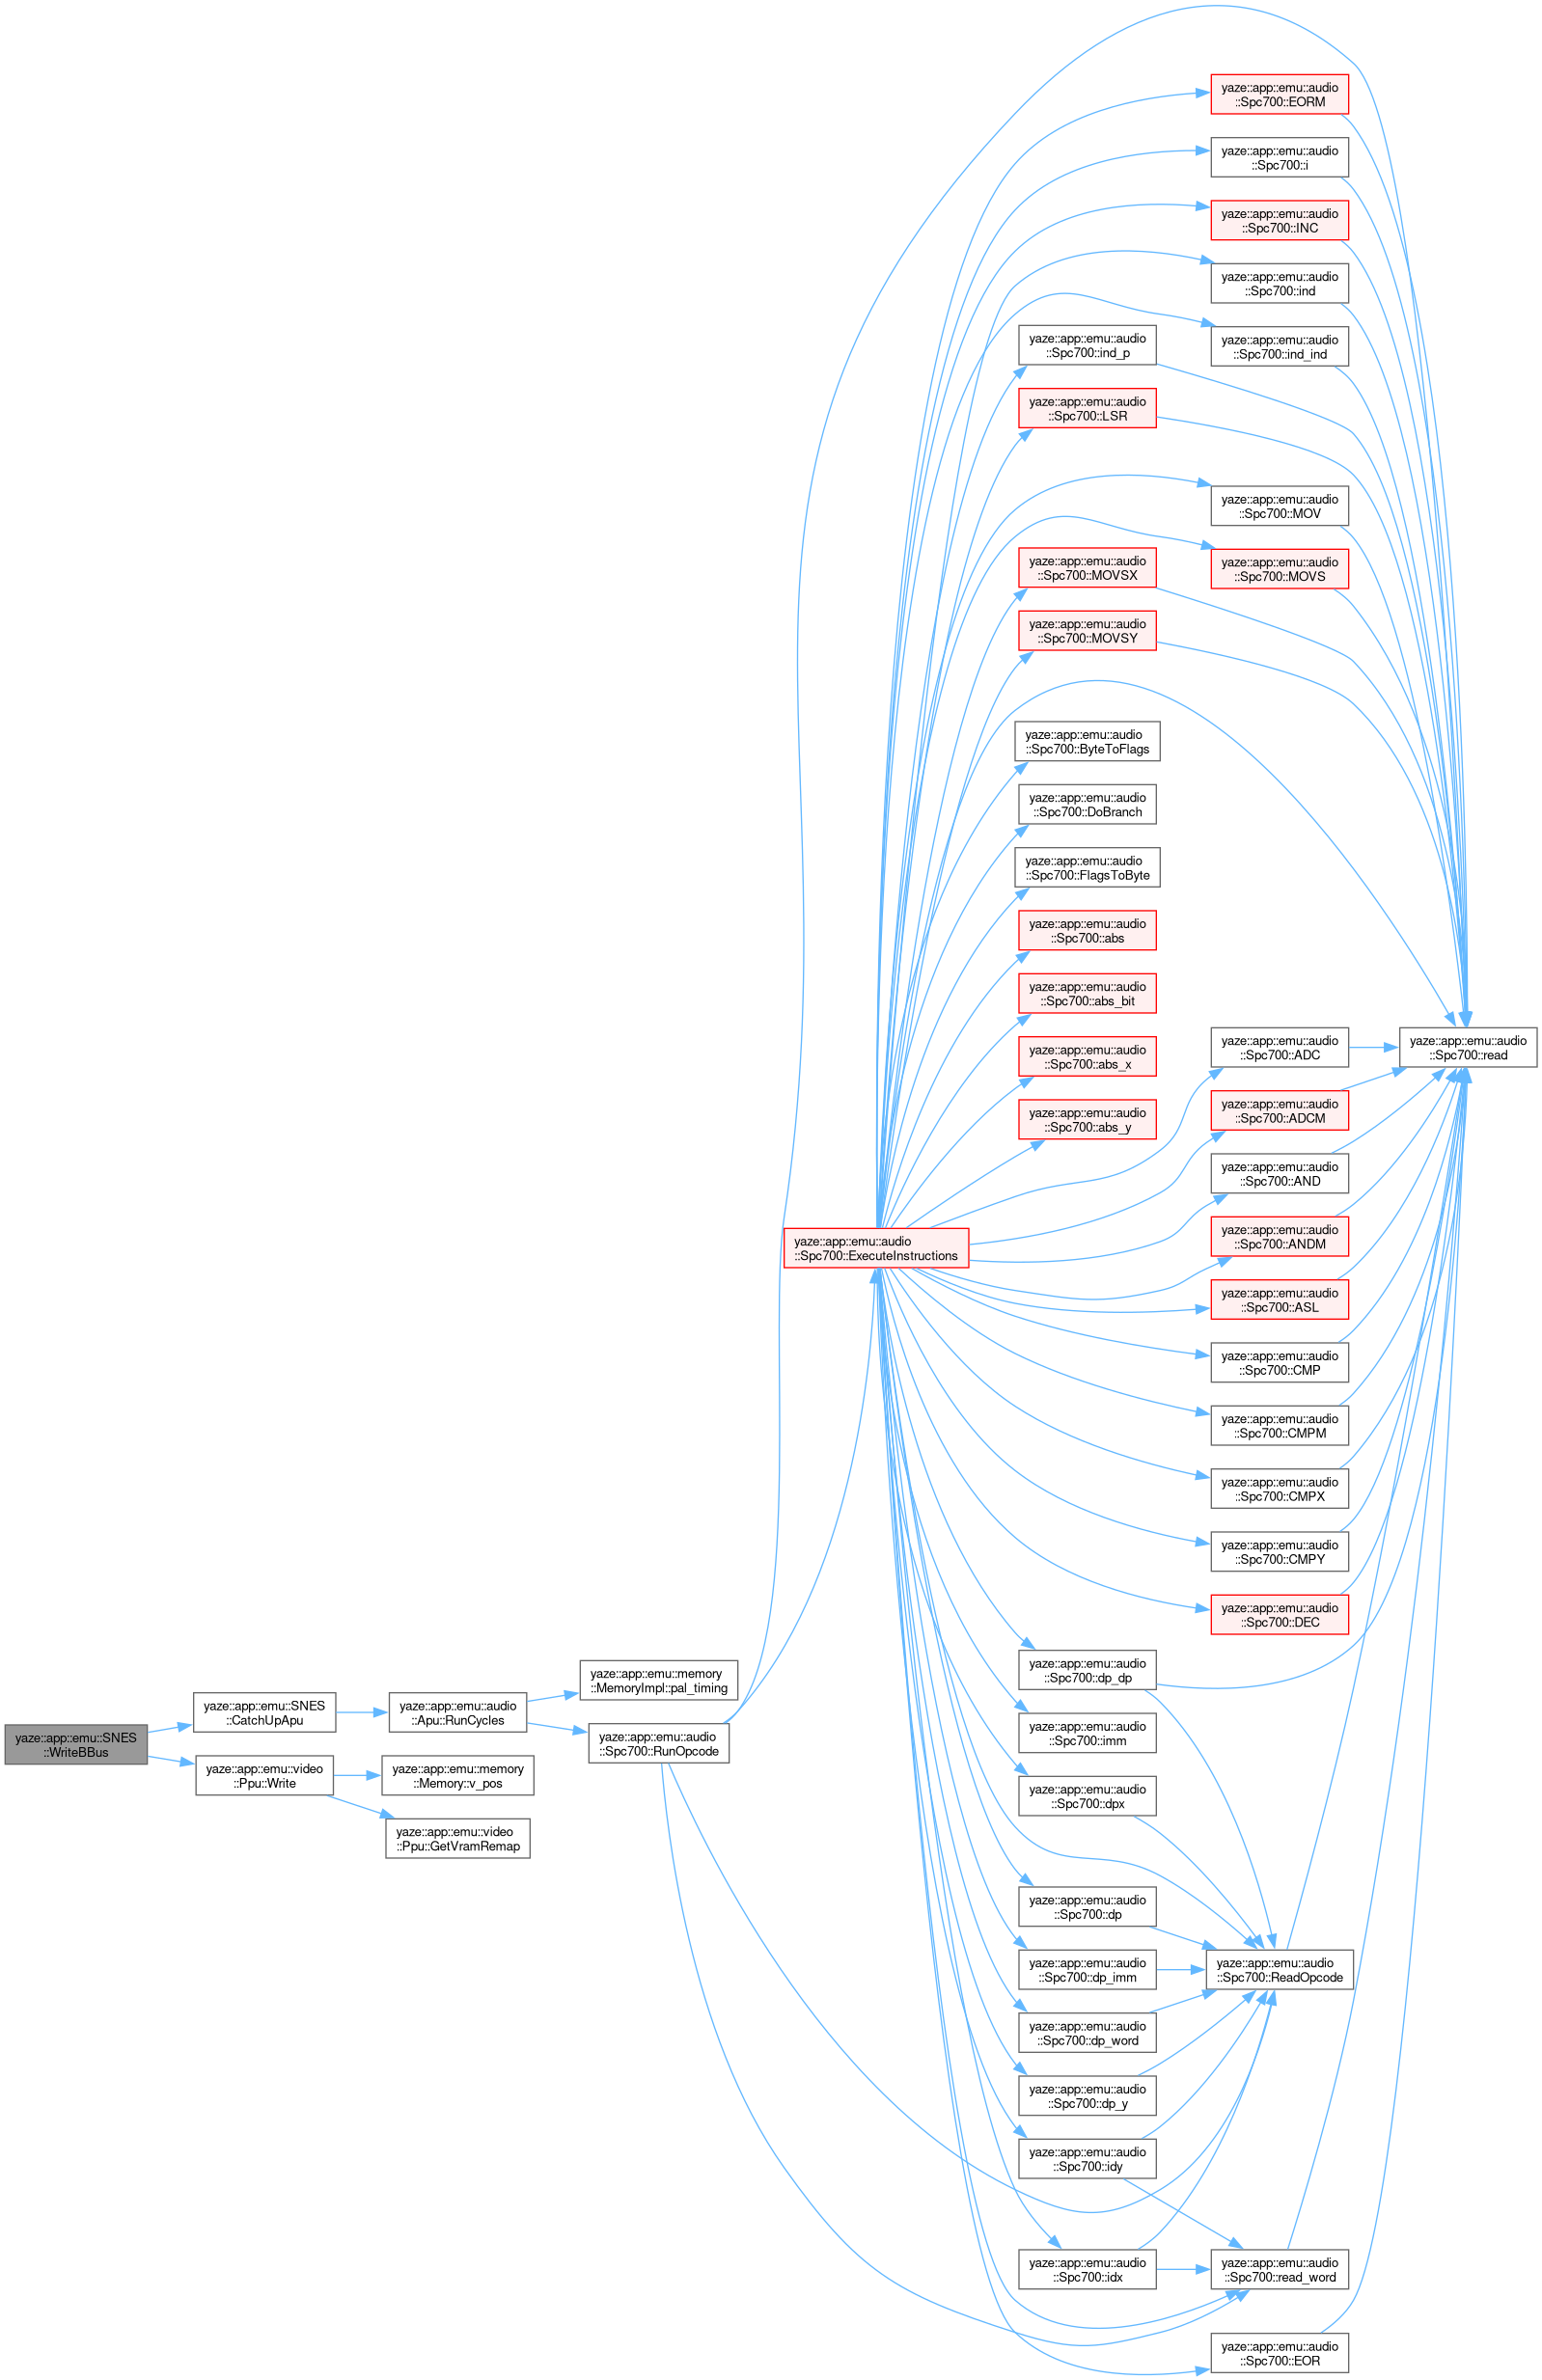 yaze::app::emu::audio
::Spc700::EORM
yaze::app::emu::audio
::Spc700::i
yaze::app::emu::audio
::Spc700::INC
yaze::app::emu::audio
::Spc700::ind
yaze::app::emu::audio
::Spc700::ind_p
yaze::app::emu::audio
::Spc700::ind_ind
yaze::app::emu::audio
::Spc700::LSR
yaze::app::emu::audio
::Spc700::MOV
yaze::app::emu::audio
::Spc700::MOVSX
yaze::app::emu::audio
::Spc700::MOVS
yaze::app::emu::audio
::Spc700::MOVSY
yaze::app::emu::audio
::Spc700::ByteToFlags
yaze::app::emu::audio
::Spc700::DoBranch
yaze::app::emu::audio
::Spc700::FlagsToByte
yaze::app::emu::audio
::Spc700::abs
yaze::app::emu::audio
::Spc700::abs_bit
yaze::app::emu::audio
::Spc700::abs_x
yaze::app::emu::audio
::Spc700::ADC
yaze::app::emu::audio
::Spc700::read
yaze::app::emu::audio
::Spc700::abs_y
yaze::app::emu::audio
::Spc700::ADCM
yaze::app::emu::audio
::Spc700::AND
yaze::app::emu::audio
::Spc700::ExecuteInstructions
yaze::app::emu::audio
::Spc700::ANDM
yaze::app::emu::audio
::Spc700::ASL
yaze::app::emu::audio
::Spc700::CMP
yaze::app::emu::audio
::Spc700::CMPM
yaze::app::emu::audio
::Spc700::CMPX
yaze::app::emu::audio
::Spc700::CMPY
yaze::app::emu::audio
::Spc700::DEC
yaze::app::emu::audio
::Spc700::dp_dp
yaze::app::emu::memory
::MemoryImpl::pal_timing
yaze::app::emu::SNES
::CatchUpApu
yaze::app::emu::audio
::Apu::RunCycles
yaze::app::emu::SNES
::WriteBBus
yaze::app::emu::audio
::Spc700::RunOpcode
yaze::app::emu::audio
::Spc700::imm
yaze::app::emu::video
::Ppu::Write
yaze::app::emu::memory
::Memory::v_pos
yaze::app::emu::audio
::Spc700::dpx
yaze::app::emu::video
::Ppu::GetVramRemap
yaze::app::emu::audio
::Spc700::dp
yaze::app::emu::audio
::Spc700::dp_imm
yaze::app::emu::audio
::Spc700::ReadOpcode
yaze::app::emu::audio
::Spc700::dp_word
yaze::app::emu::audio
::Spc700::dp_y
yaze::app::emu::audio
::Spc700::idy
yaze::app::emu::audio
::Spc700::idx
yaze::app::emu::audio
::Spc700::read_word
yaze::app::emu::audio
::Spc700::EOR